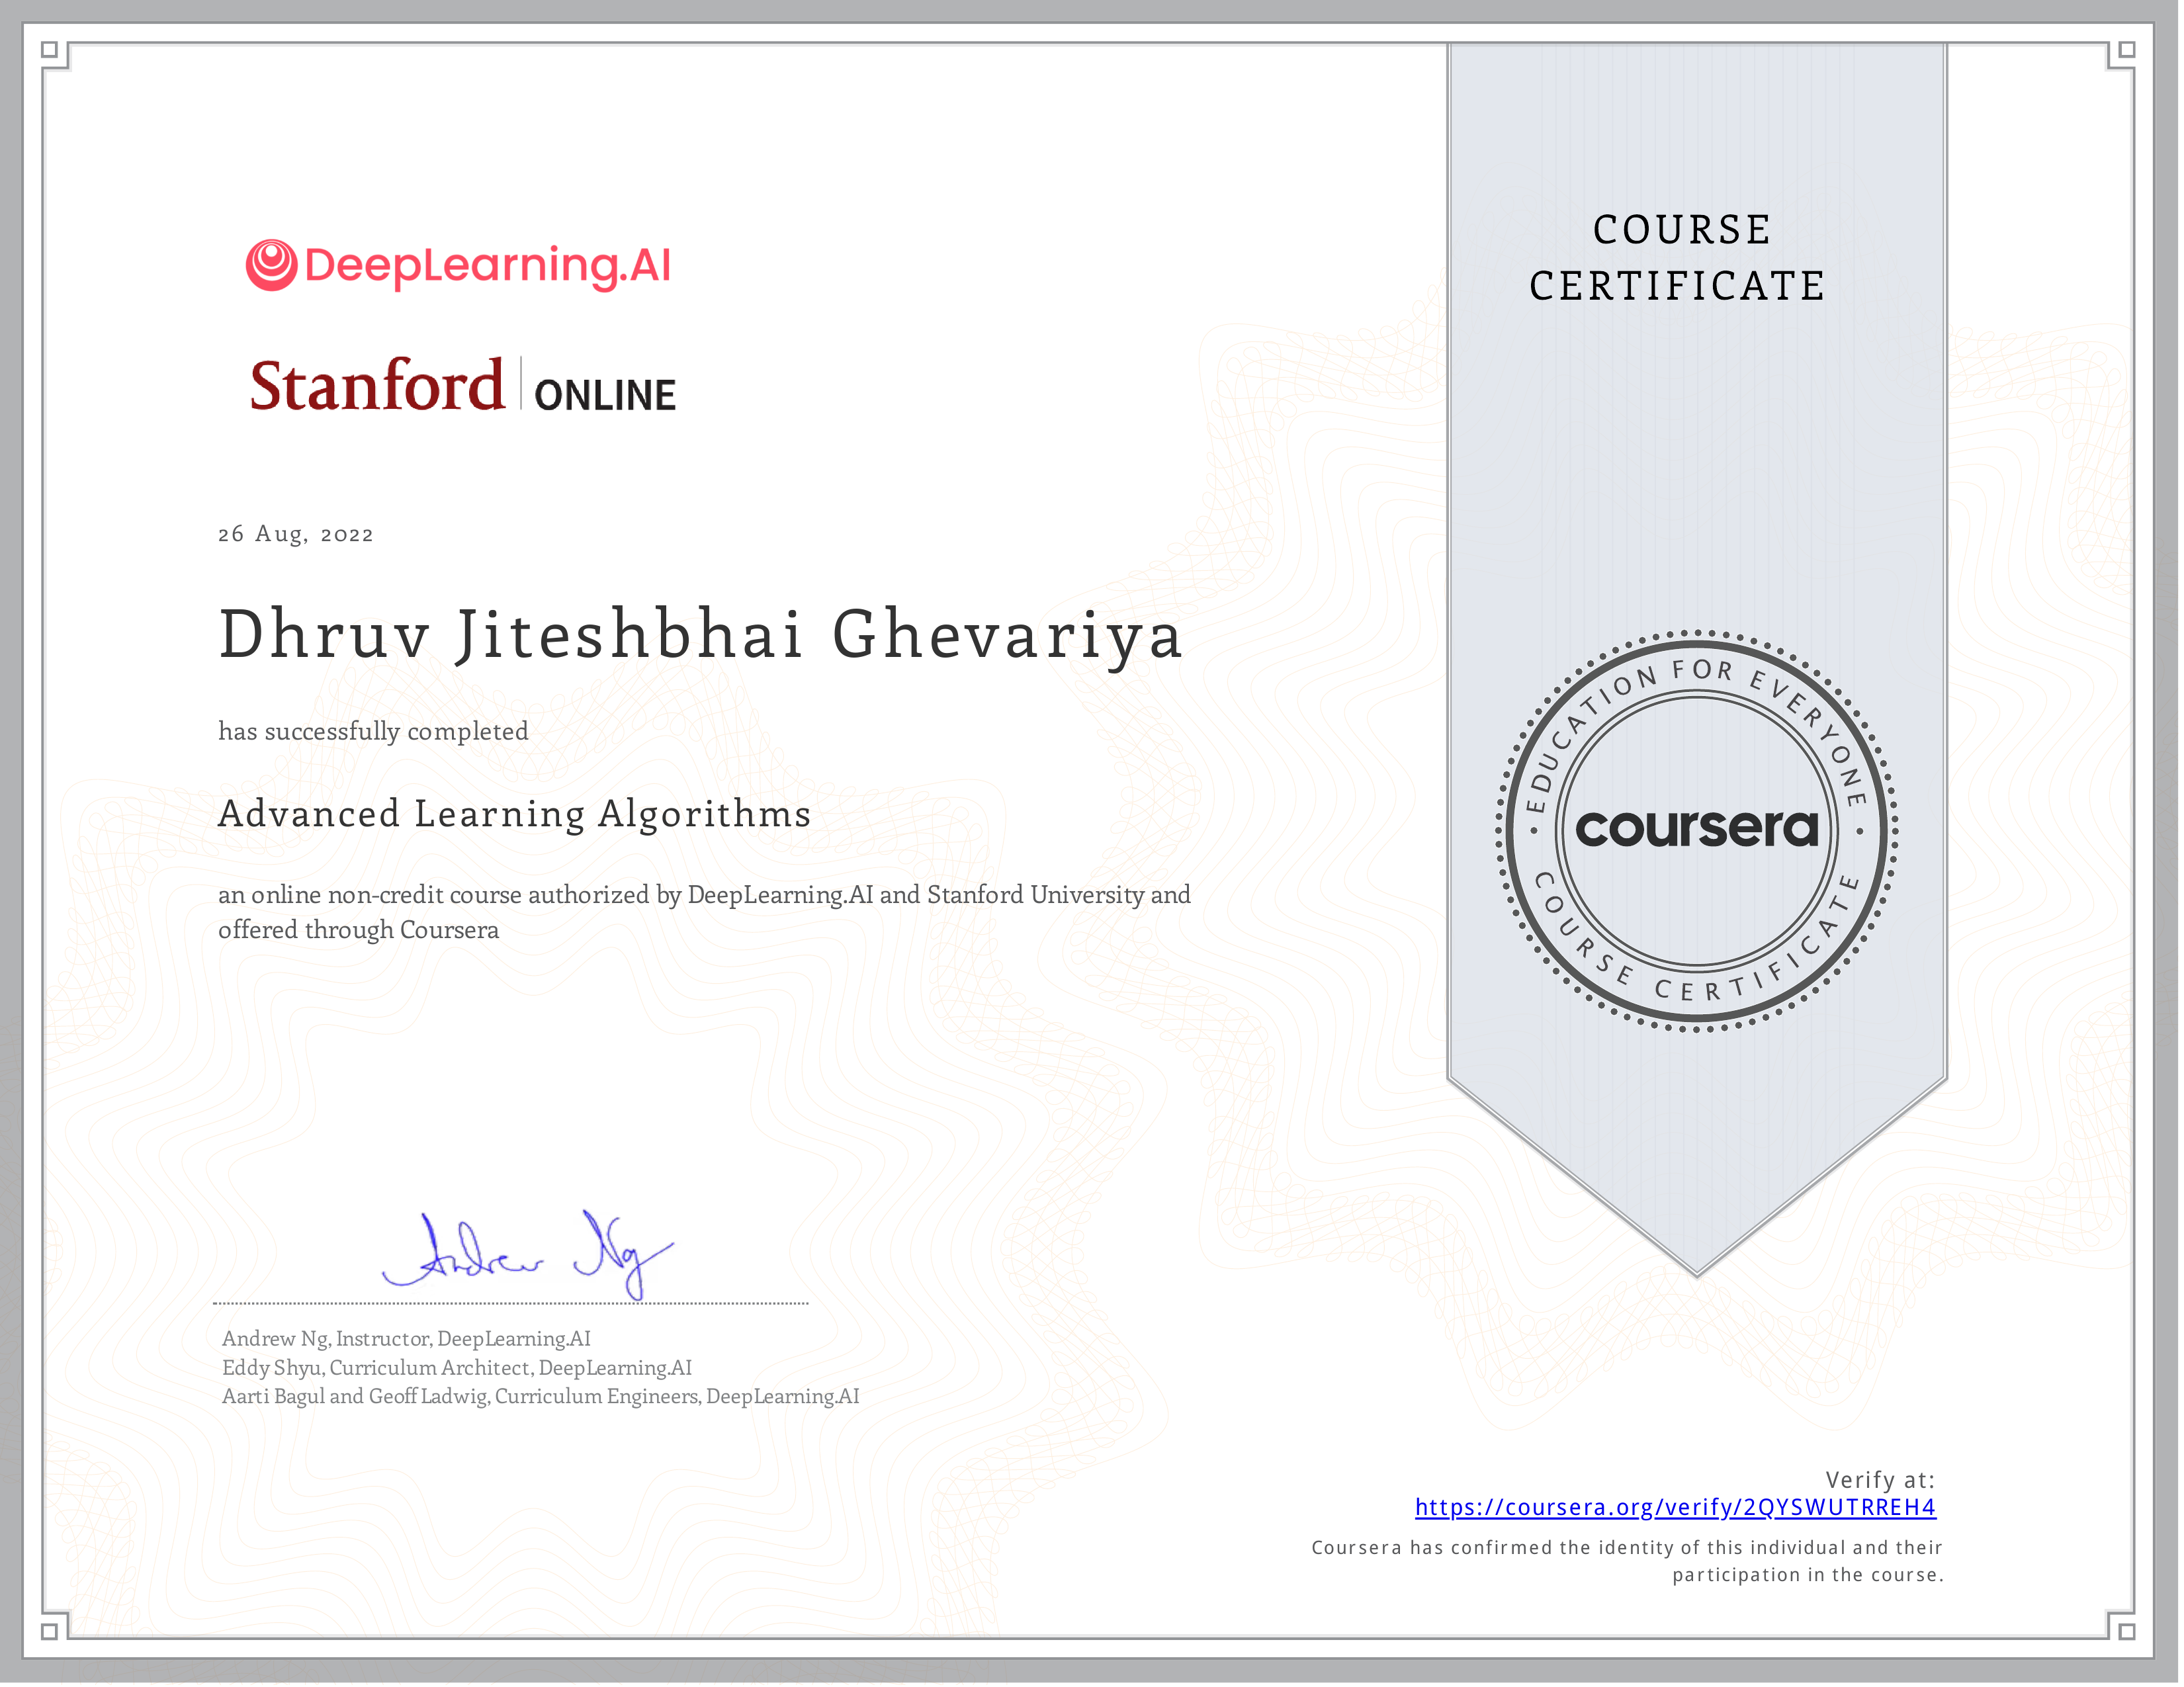 DeepLearning.AI
Stanford ONLINE
COURSE
CERTIFICATE
26 Aug, 2022
Dhruv Jiteshbhai Ghevariya
has successfully completed
Advanced Learning Algorithms
an online non-credit course authorized by DeepLearning.AI and Stanford University and
offered through Coursera
EDUCATION FOR EVERYONE
coursera
COURSE CERTIFICATE
Andrew Ng
Andrew Ng, Instructor, DeepLearning.AI
Eddy Shyu, Curriculum Architect, DeepLearning.AI
Aarti Bagul and Geoff Ladwig, Curriculum Engineers, DeepLearning.AI
Verify at:
https://coursera.org/verify/2QYSWUTRREH4
Coursera has confirmed the identity of this individual and their
participation in the course.